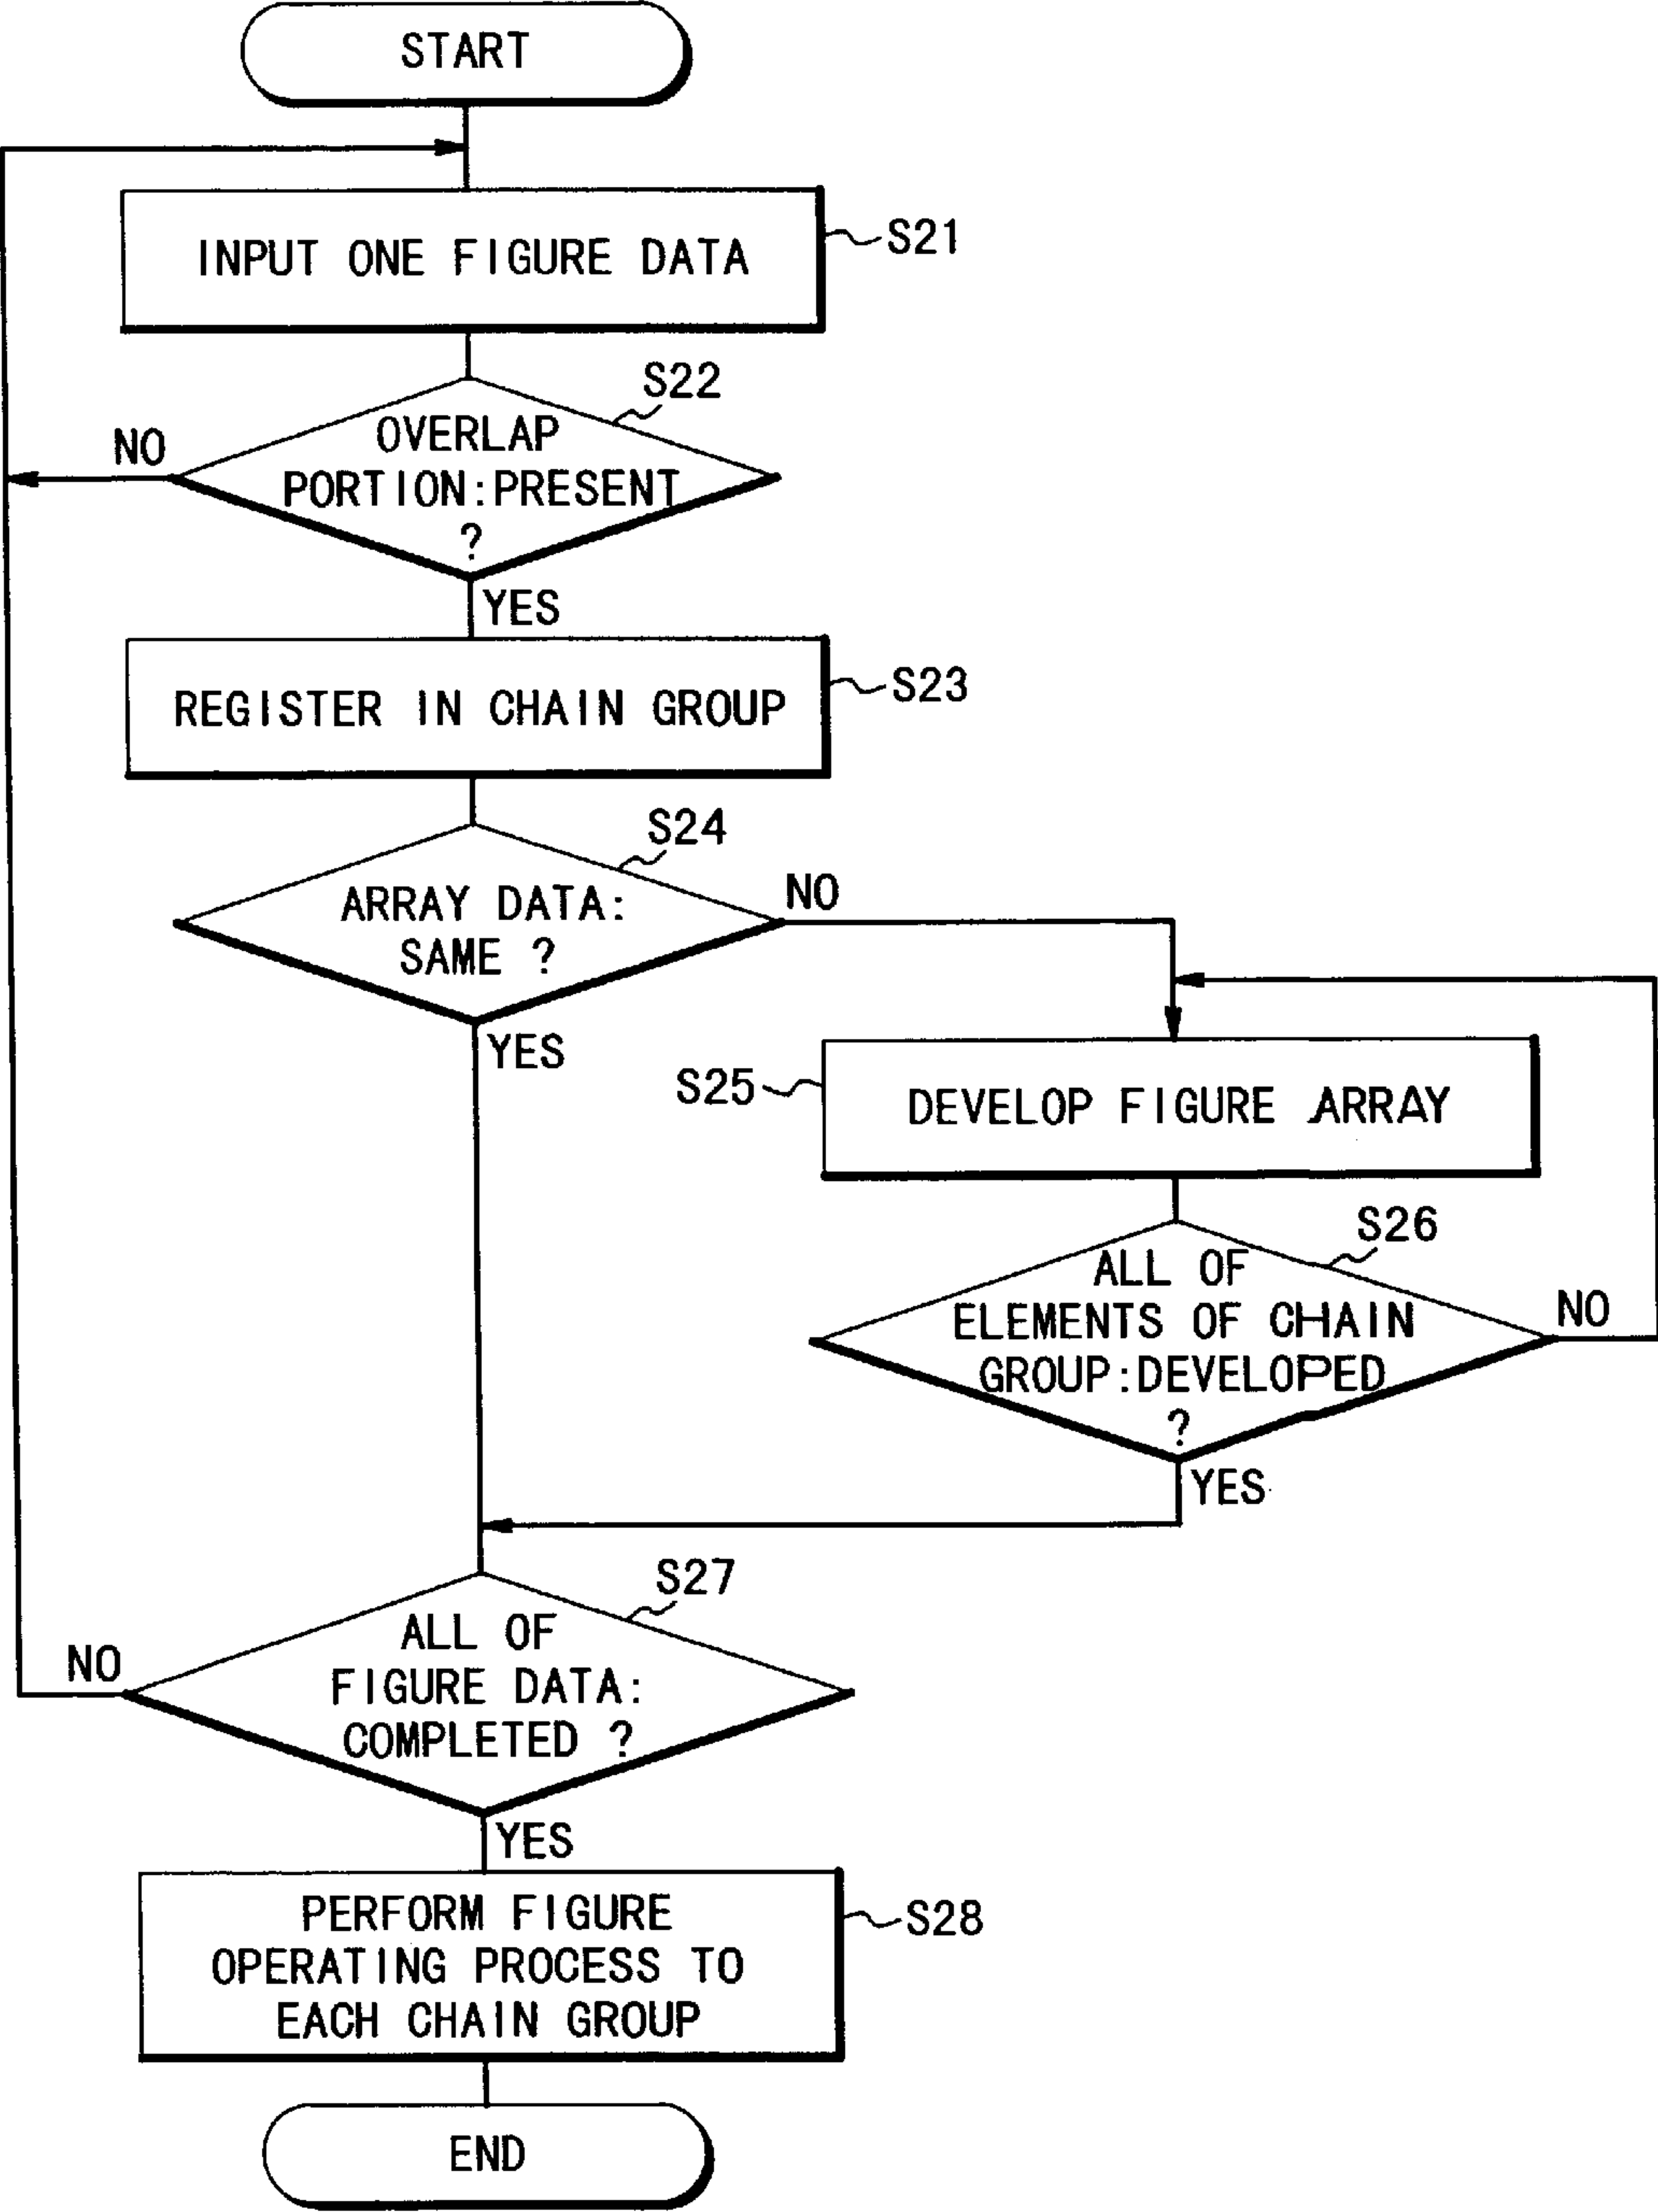 START
INPUT ONE FIGURE DATA
S21
S22
OVERLAP
PORTION:PRESENT
?
NO
YES
REGISTER IN CHAIN GROUP
S23
S24
ARRAY DATA:
SAME ?
NO
YES
S25
DEVELOP FIGURE ARRAY
S26
ALL OF
ELEMENTS OF CHAIN
GROUP:DEVELOPED
?
NO
YES
S27
ALL OF
FIGURE DATA:
COMPLETED ?
NO
YES
PERFORM FIGURE
OPERATING PROCESS TO
EACH CHAIN GROUP
S28
END